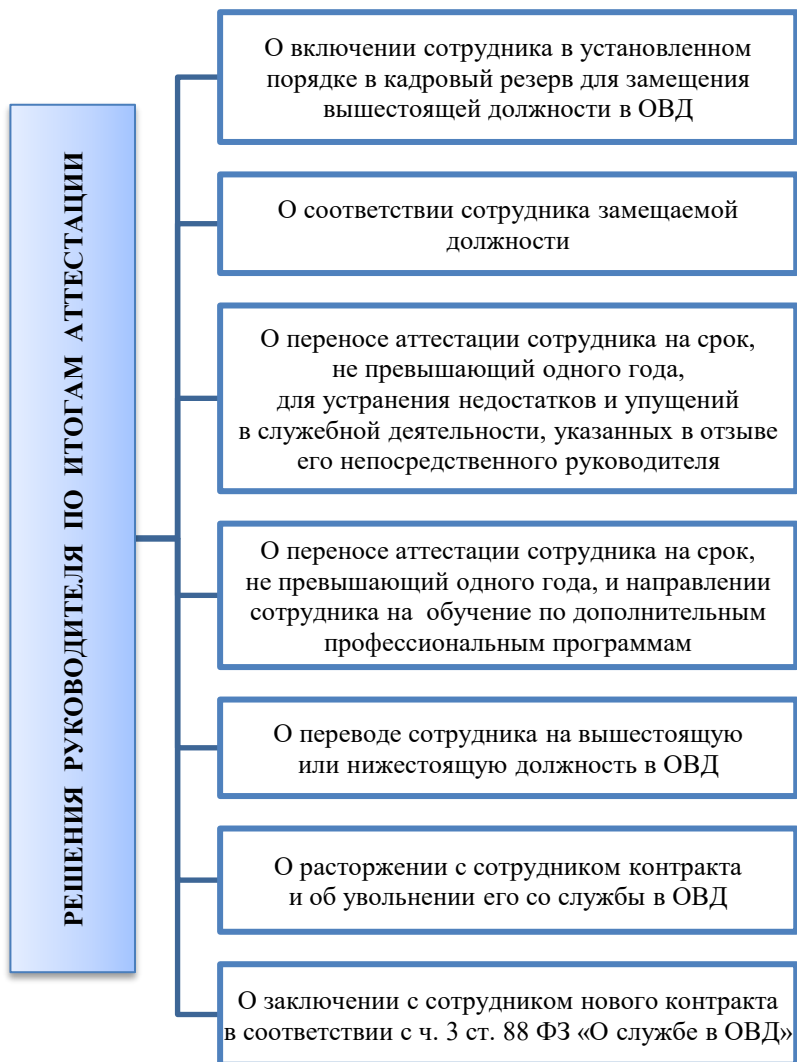 РЕШЕНИЯ РУКОВОДИТЕЛЯ ПО ИТОГАМ АТТЕСТАЦИИ
О включении сотрудника в установленном
порядке в кадровый резерв для замещения
вышестоящей должности в ОВД
О соответствии сотрудника замещаемой
должности
О переносе аттестации сотрудника на срок,
не превышающий одного года,
для устранения недостатков и упущений
в служебной деятельности, указанных в отзыве
его непосредственного руководителя
О переносе аттестации сотрудника на срок,
не превышающий одного года, и направлении
сотрудника на обучение по дополнительным
профессиональным программам
О переводе сотрудника на вышестоящую
или нижестоящую должность в ОВД
О расторжении с сотрудником контракта
и об увольнении его со службы в ОВД
О заключении с сотрудником нового контракта
в соответствии с ч. 3 ст. 88 ФЗ «О службе в ОВД»